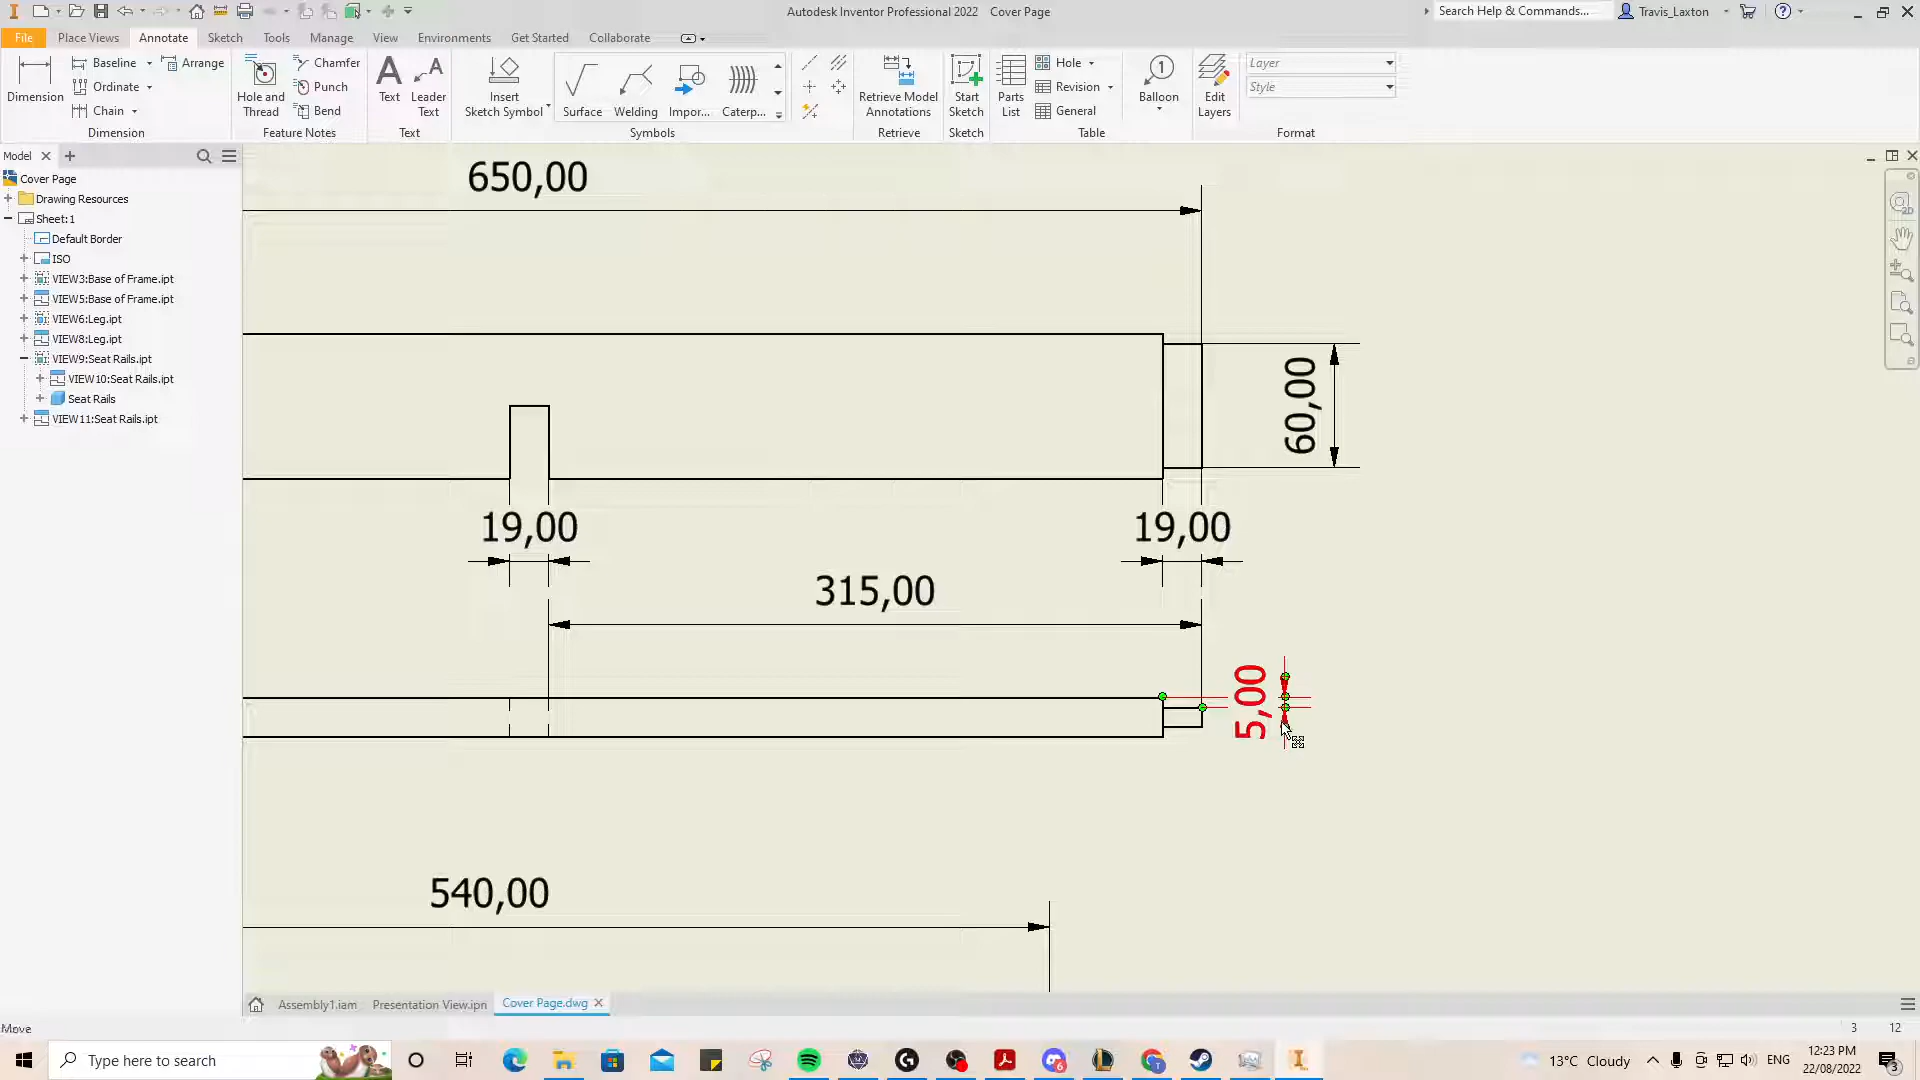 Autodesk Inventor Professional 2022 Cover Page
Search Help & Commands...
Travis_Laxton
File Place Views Annotate Sketch Tools Manage View Environments Get Started Collaborate
Dimension
Baseline
Ordinate
Chain
Arrange
Dimension
Hole and Thread
Chamfer
Punch
Bend
Feature Notes
Text
Leader Text
Text
Insert Sketch Symbol
Surface
Welding
Impor...
Caterp...
Symbols
Retrieve Model Annotations
Retrieve
Start Sketch
Sketch
Parts List
Hole
Revision
General
Table
1
Balloon
Edit Layers
Layer
Style
Format
Model
Cover Page
Drawing Resources
Sheet:1
Default Border
ISO
VIEW3:Base of Frame.ipt
VIEW5:Base of Frame.ipt
VIEW6:Leg.ipt
VIEW8:Leg.ipt
VIEW9:Seat Rails.ipt
VIEW10:Seat Rails.ipt
Seat Rails
VIEW11:Seat Rails.ipt
650,00
60,00
19,00
19,00
315,00
5,00
540,00
2D
Assembly1.iam Presentation View.ipn Cover Page.dwg
Move
3 12
Type here to search
6
13°C Cloudy
ENG
12:23 PM
22/08/2022
3